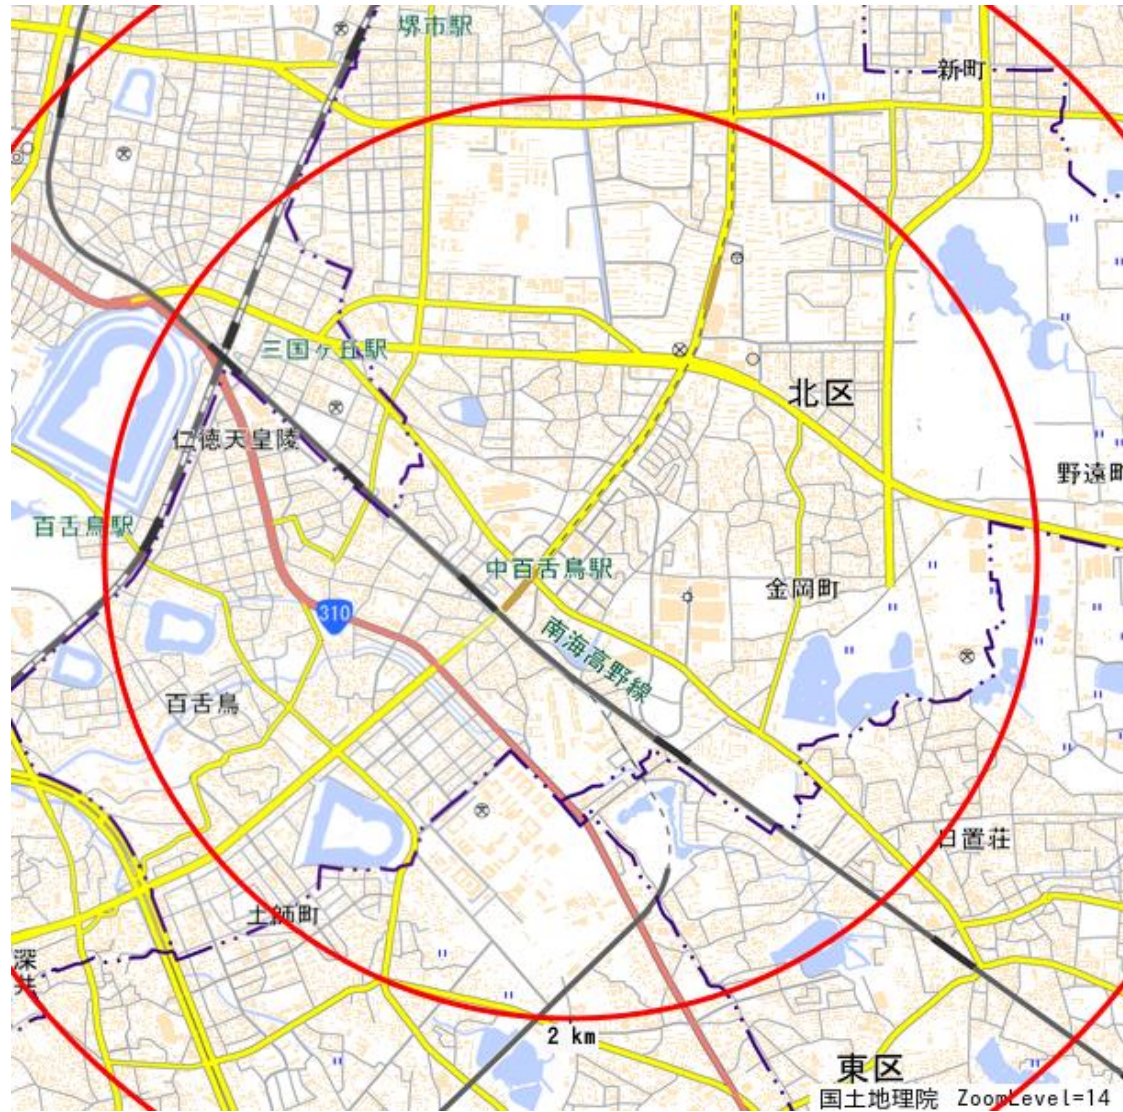 堺市駅
新町
三国ヶ丘駅
北区
仁徳天皇陵
野遠町
百舌鳥駅
中百舌鳥駅
金岡町
310
南海高野線
百舌鳥
日置荘
土師町
深井
2 km
東区
国土地理院 ZoomLevel=14